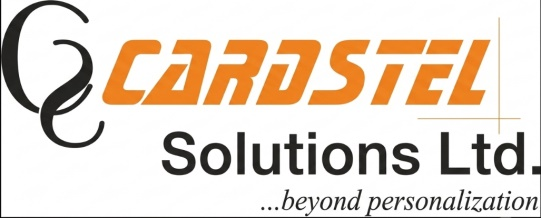 CARDSTEL
Solutions Ltd.
...beyond personalization